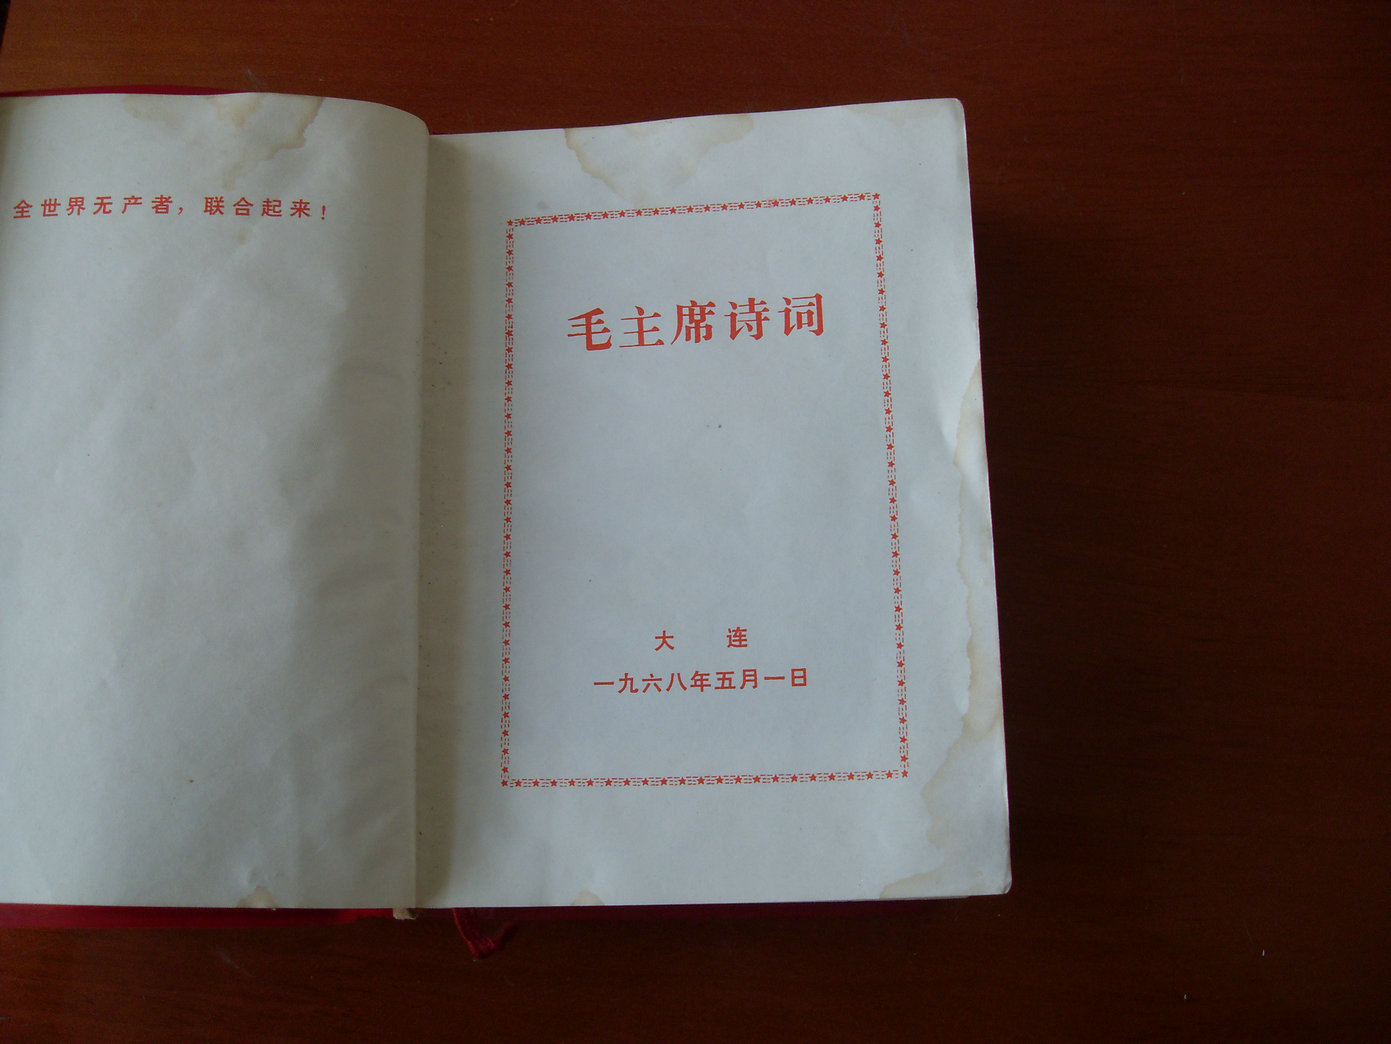 全世界无产者，联合起来！
毛主席诗词
大 连
一九六八年五月一日